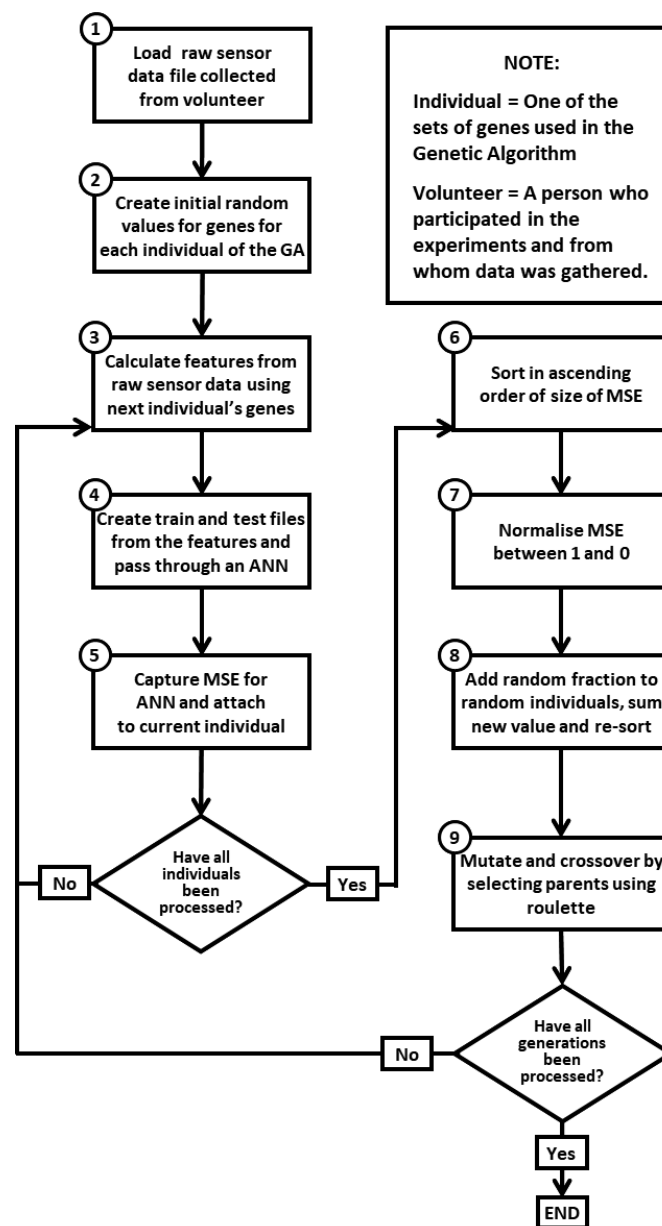 1
Load raw sensor
data file collected
from volunteer
2
Create initial random
values for genes for
each individual of the GA
3
Calculate features from
raw sensor data using
next individual's genes
4
Create train and test files
from the features and
pass through an ANN
5
Capture MSE for
ANN and attach
to current individual
Have all
individuals
been
processed?
No
Yes
NOTE:
Individual = One of the
sets of genes used in the
Genetic Algorithm
Volunteer = A person who
participated in the
experiments and from
whom data was gathered.
6
Sort in ascending
order of size of MSE
7
Normalise MSE
between 1 and 0
8
Add random fraction to
random individuals, sum
new value and re-sort
9
Mutate and crossover by
selecting parents using
roulette
Have all
generations
been
processed?
No
Yes
END